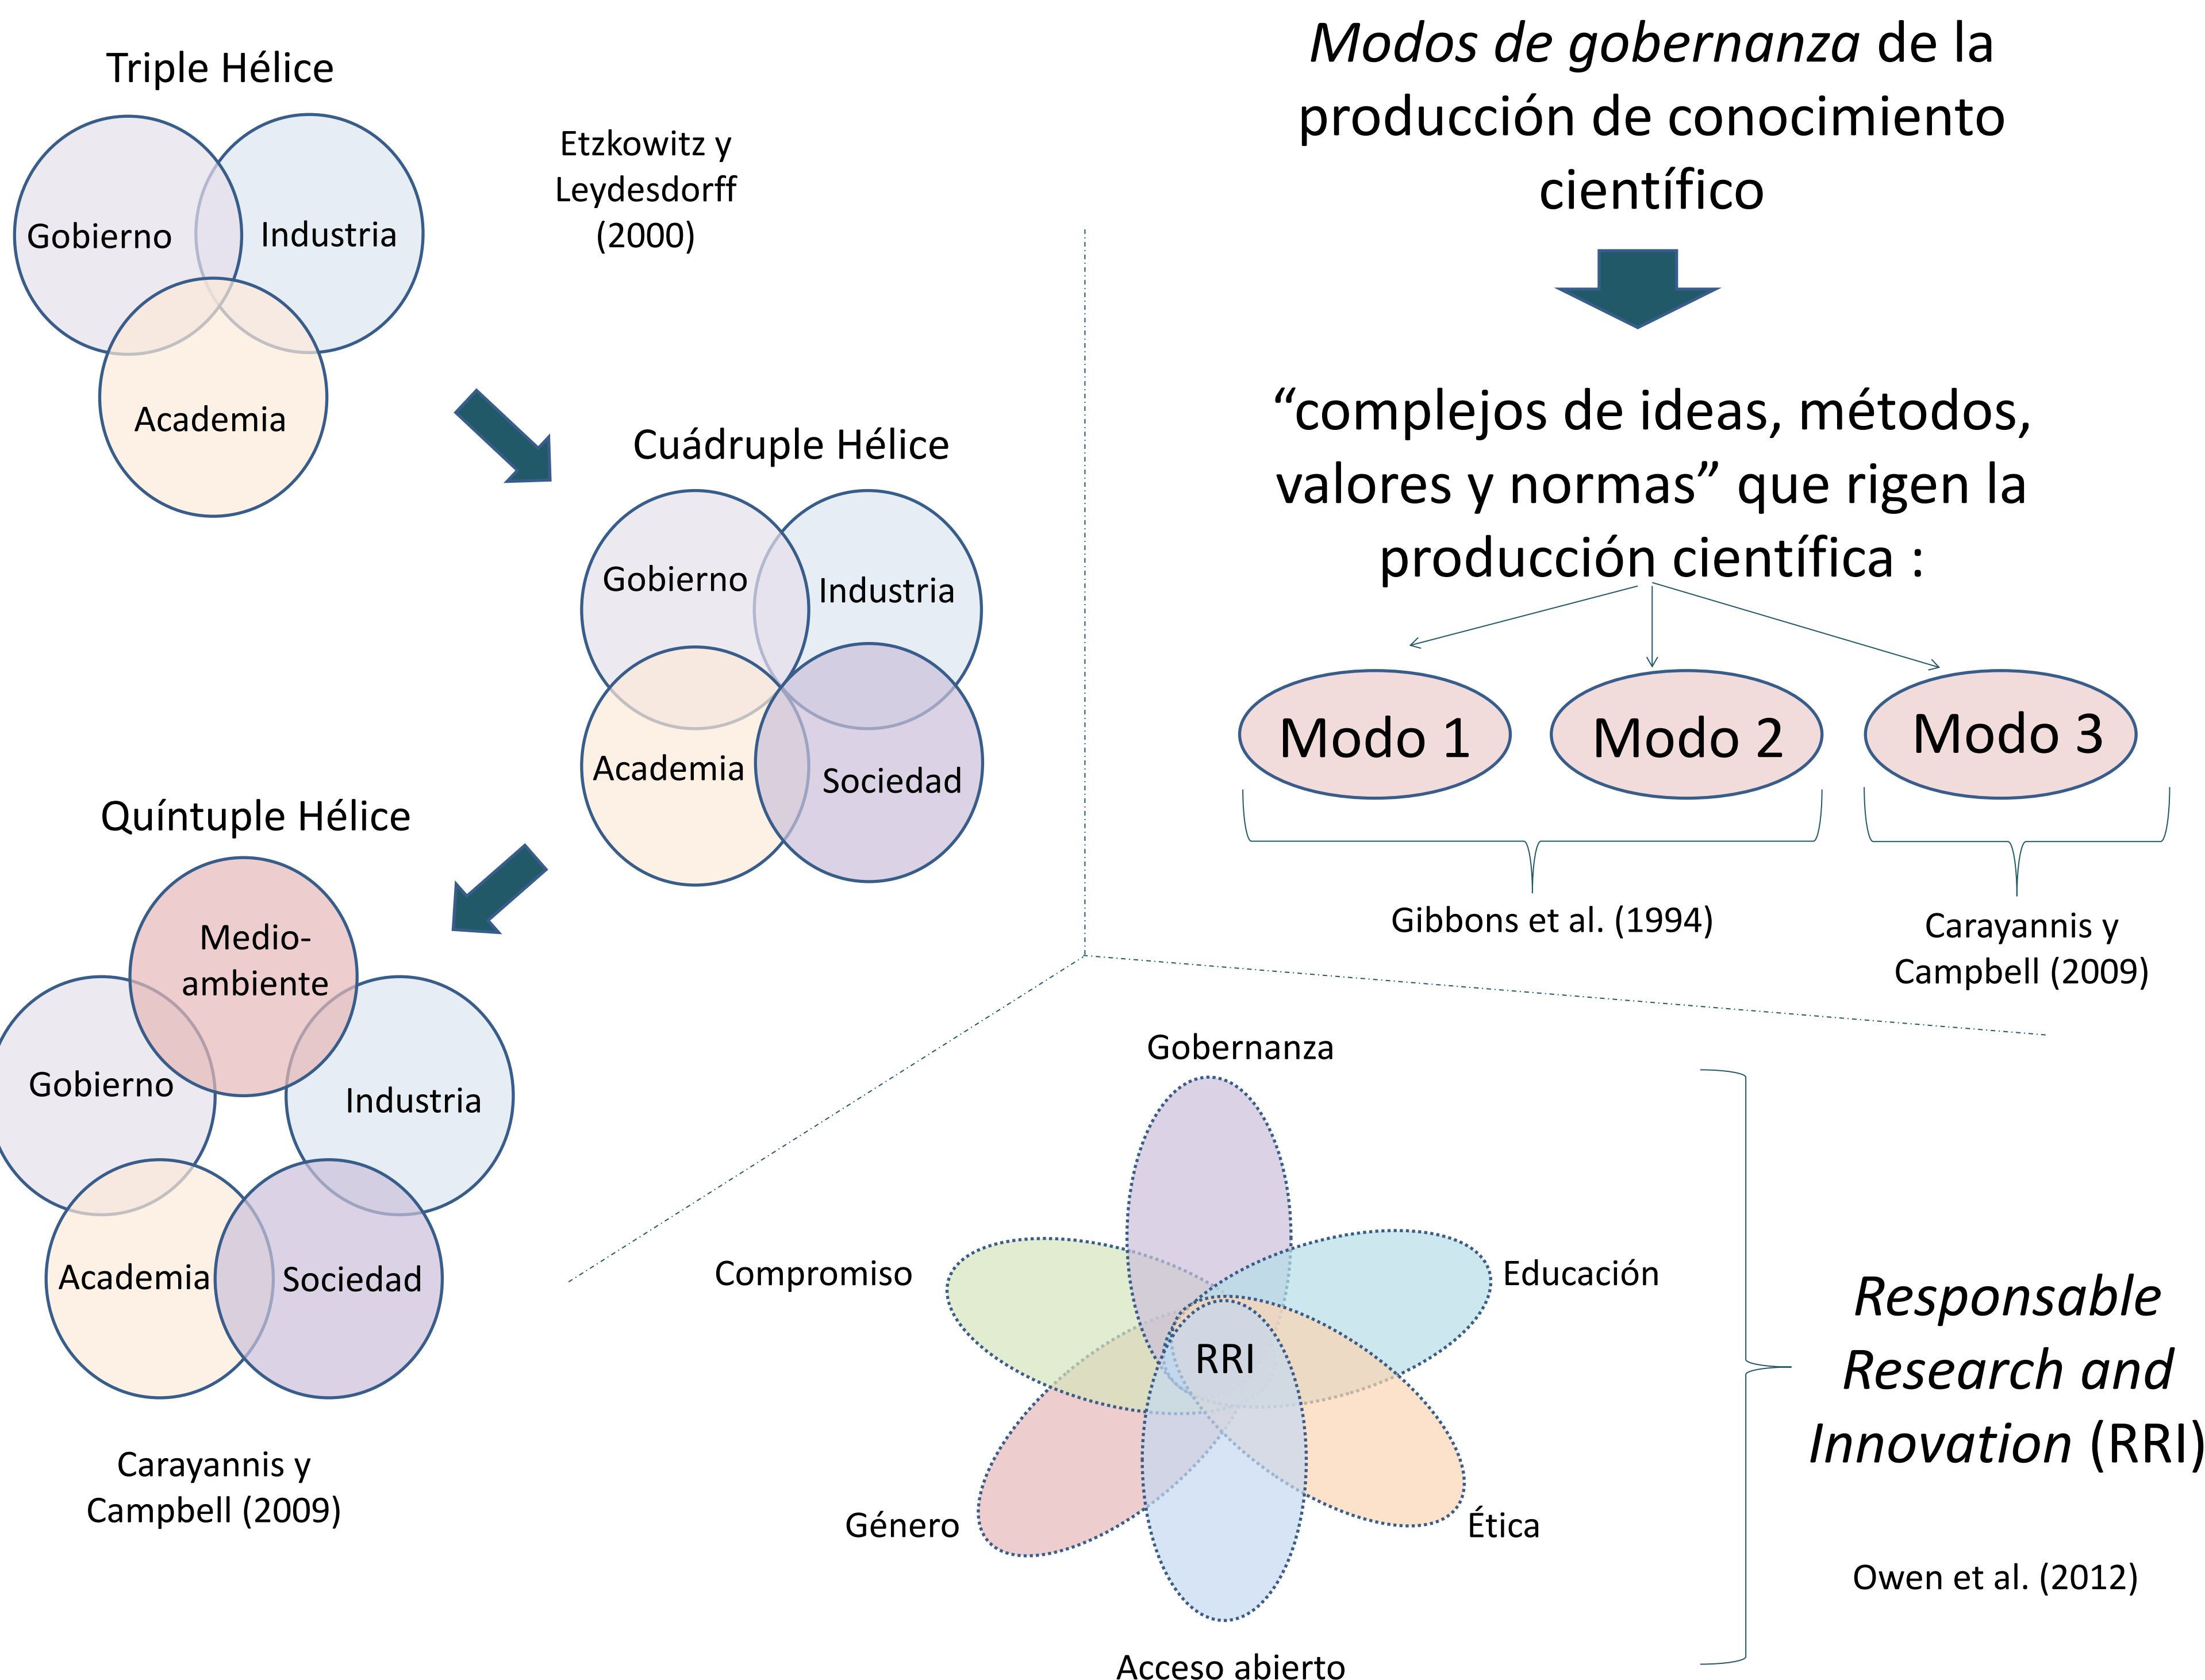 Triple Hélice
Gobierno
Industria
Academia
Etzkowitz y
Leydesdorff
(2000)
Cuádruple Hélice
Gobierno
Industria
Academia
Sociedad
Quíntuple Hélice
Medio-
ambiente
Gobierno
Industria
Academia
Sociedad
Carayannis y
Campbell (2009)
Modos de gobernanza de la
producción de conocimiento
científico
“complejos de ideas, métodos,
valores y normas” que rigen la
producción científica :
Modo 1
Modo 2
Modo 3
Gibbons et al. (1994)
Carayannis y
Campbell (2009)
Gobernanza
Compromiso
Educación
RRI
Género
Ética
Acceso abierto
Responsable
Research and
Innovation (RRI)
Owen et al. (2012)